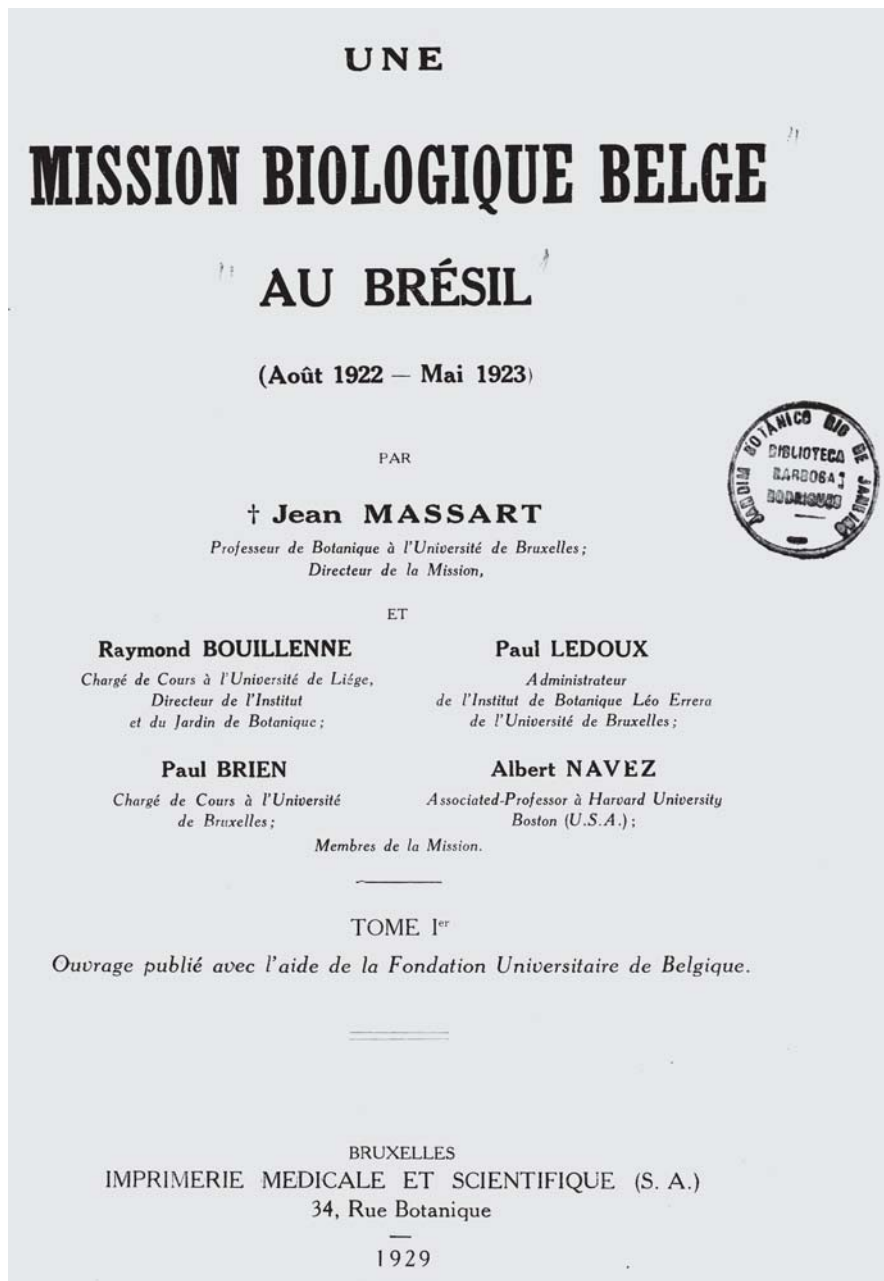 UNE
MISSION BIOLOGIQUE BELGE
AU BRÉSIL
(Août 1922 — Mai 1923)
PAR
† Jean MASSART
Professeur de Botanique à l'Université de Bruxelles;
Directeur de la Mission,
ET
Raymond BOUILLENNE
Chargé de Cours à l'Université de Liége,
Directeur de l'Institut
et du Jardin de Botanique;
Paul LEDOUX
Administrateur
de l'Institut de Botanique Léo Errera
de l'Université de Bruxelles;
Paul BRIEN
Chargé de Cours à l'Université
de Bruxelles;
Albert NAVEZ
Associated-Professor à Harvard University
Boston (U.S.A.);
Membres de la Mission.
TOME Ier
Ouvrage publié avec l'aide de la Fondation Universitaire de Belgique.
BRUXELLES
IMPRIMERIE MEDICALE ET SCIENTIFIQUE (S. A.)
34, Rue Botanique
1929
JARDIM BOTÂNICO RIO DE JANEIRO
BIBLIOTECA
BARBOSA
RODRIGUES